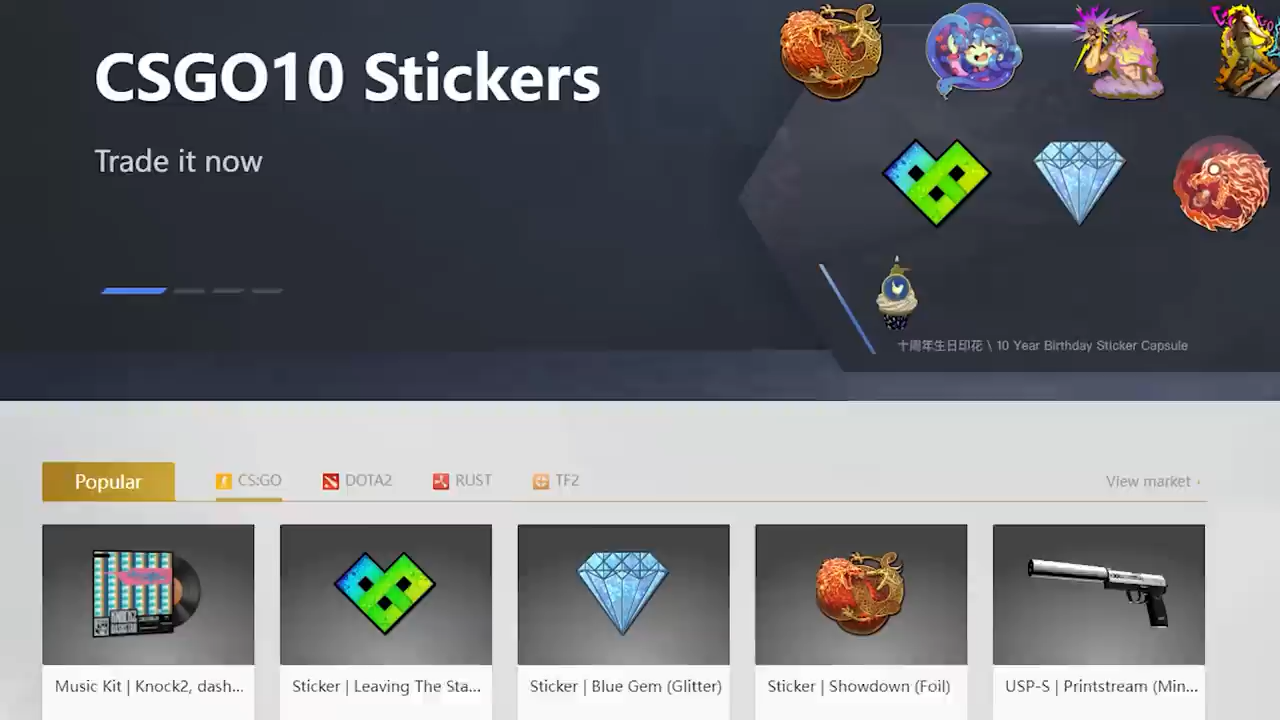 CSGO10 Stickers
Trade it now
十周年生日印花 \ 10 Year Birthday Sticker Capsule
Popular
CS:GO
DOTA2
RUST
TF2
View market ›
Music Kit | Knock2, dash...
Sticker | Leaving The Sta...
Sticker | Blue Gem (Glitter)
Sticker | Showdown (Foil)
USP-S | Printstream (Min...